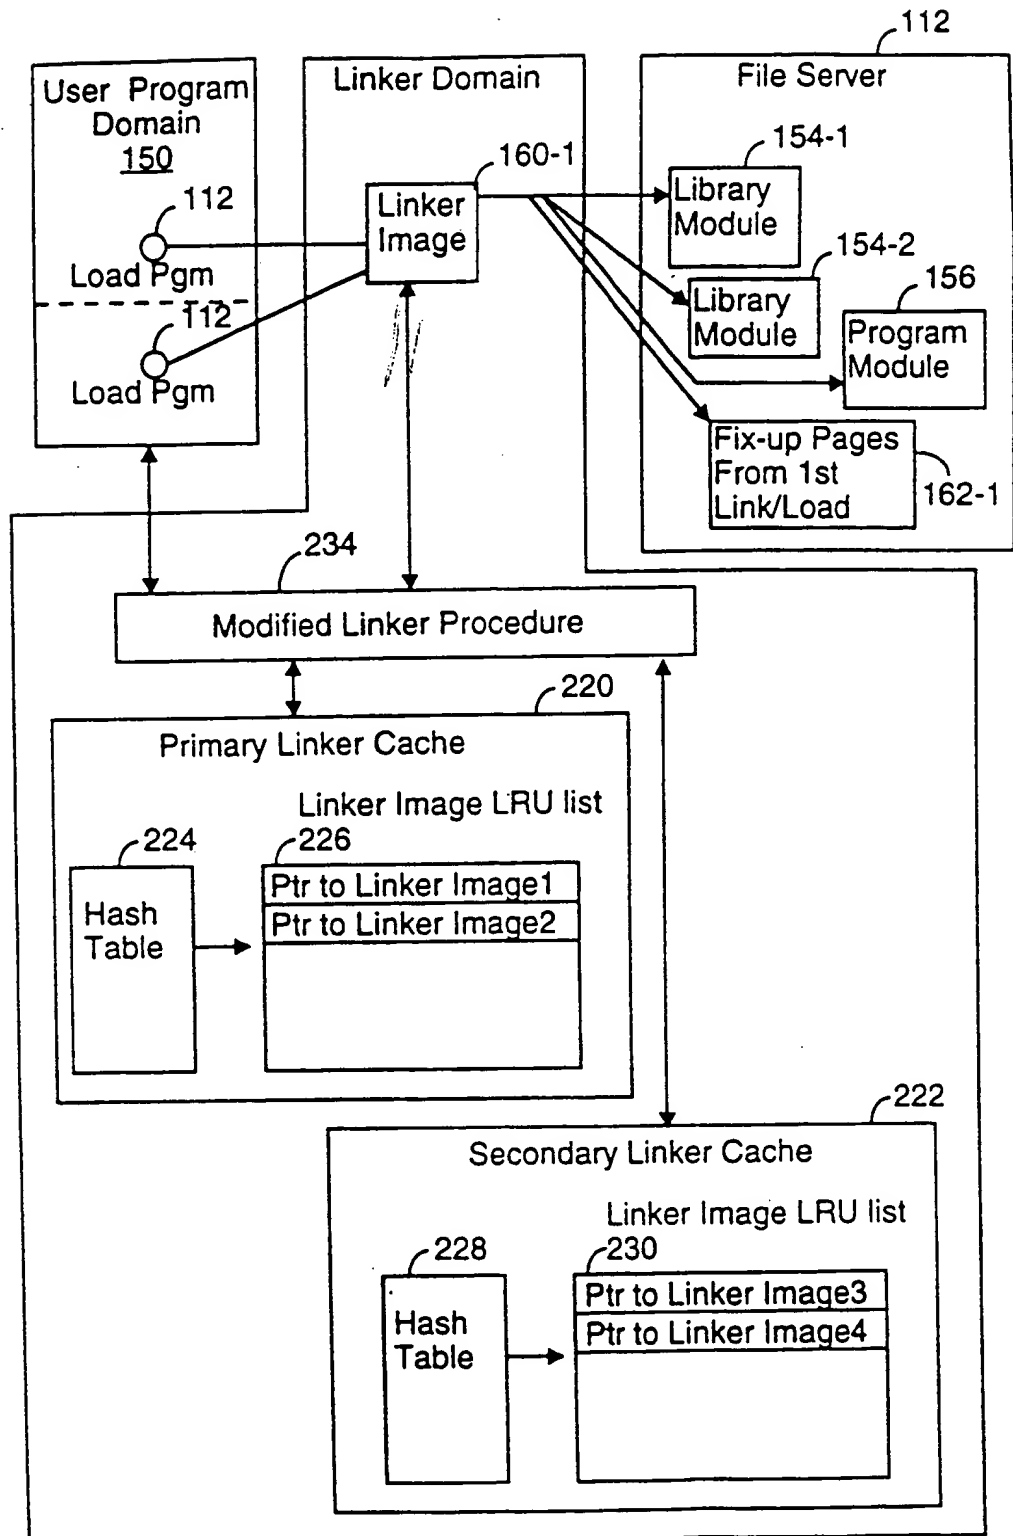 112
User Program
Domain
150
Linker Domain
File Server
160-1
154-1
112
Linker
Image
Library
Module
Load Pgm
154-2
156
112
Library
Module
Program
Module
Load Pgm
Fix-up Pages
From 1st
Link/Load
162-1
234
Modified Linker Procedure
220
Primary Linker Cache
Linker Image LRU list
224
226
Hash
Table
Ptr to Linker Image1
Ptr to Linker Image2
222
Secondary Linker Cache
Linker Image LRU list
228
230
Hash
Table
Ptr to Linker Image3
Ptr to Linker Image4